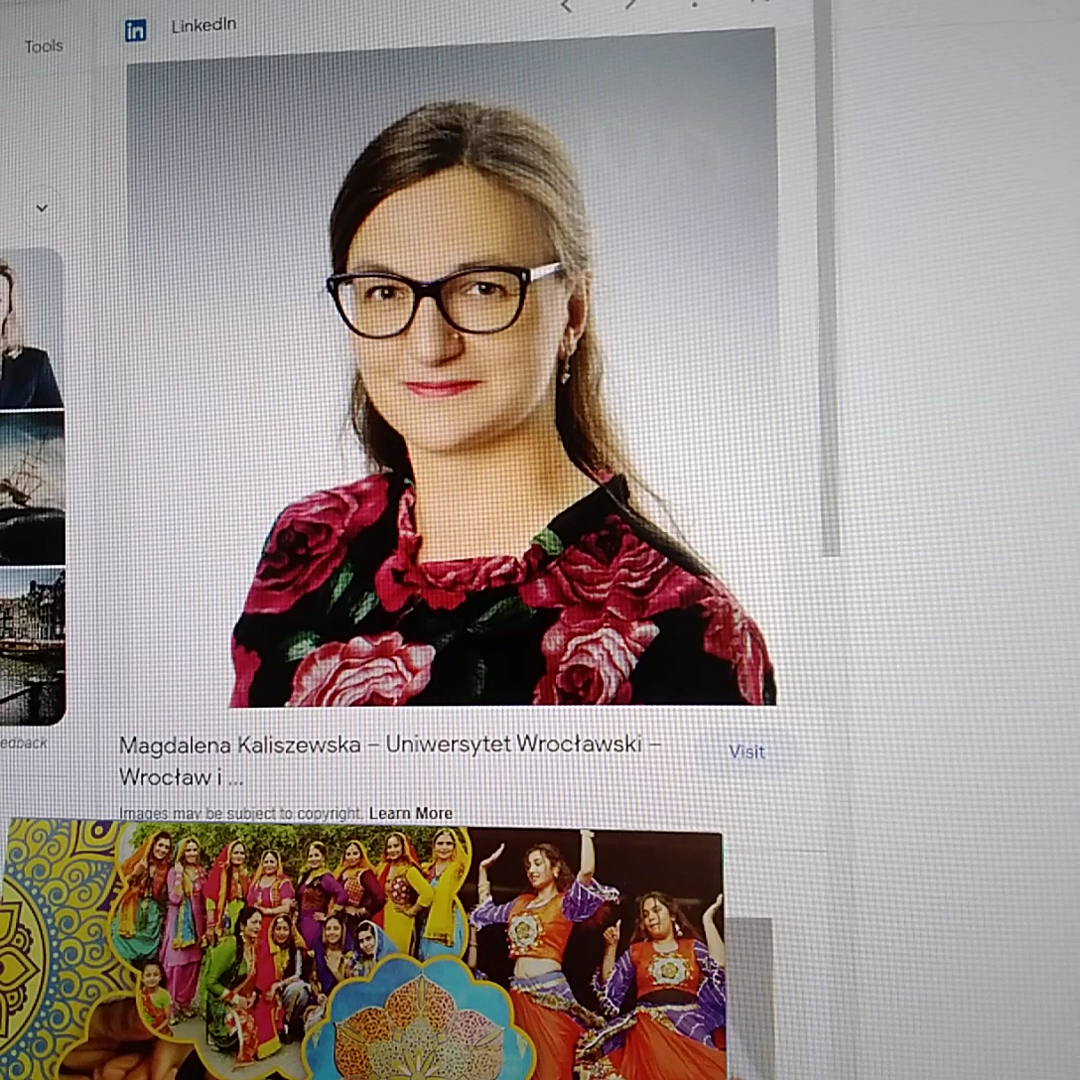 LinkedIn
Tools
edback
Magdalena Kaliszewska – Uniwersytet Wrocławski –
Wrocław i ...
Visit
Images may be subject to copyright. Learn More